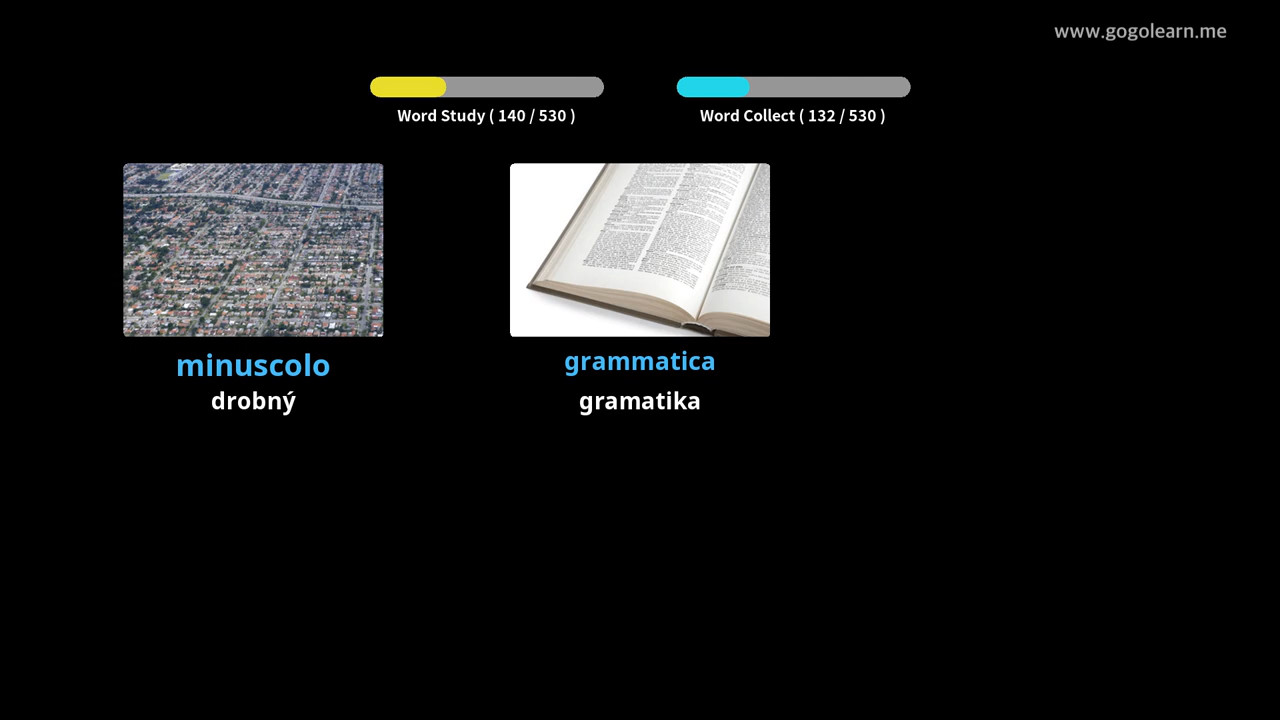 www.gogolearn.me
Word Study ( 140 / 530 )
Word Collect ( 132 / 530 )
minuscolo
drobný
grammatica
gramatika